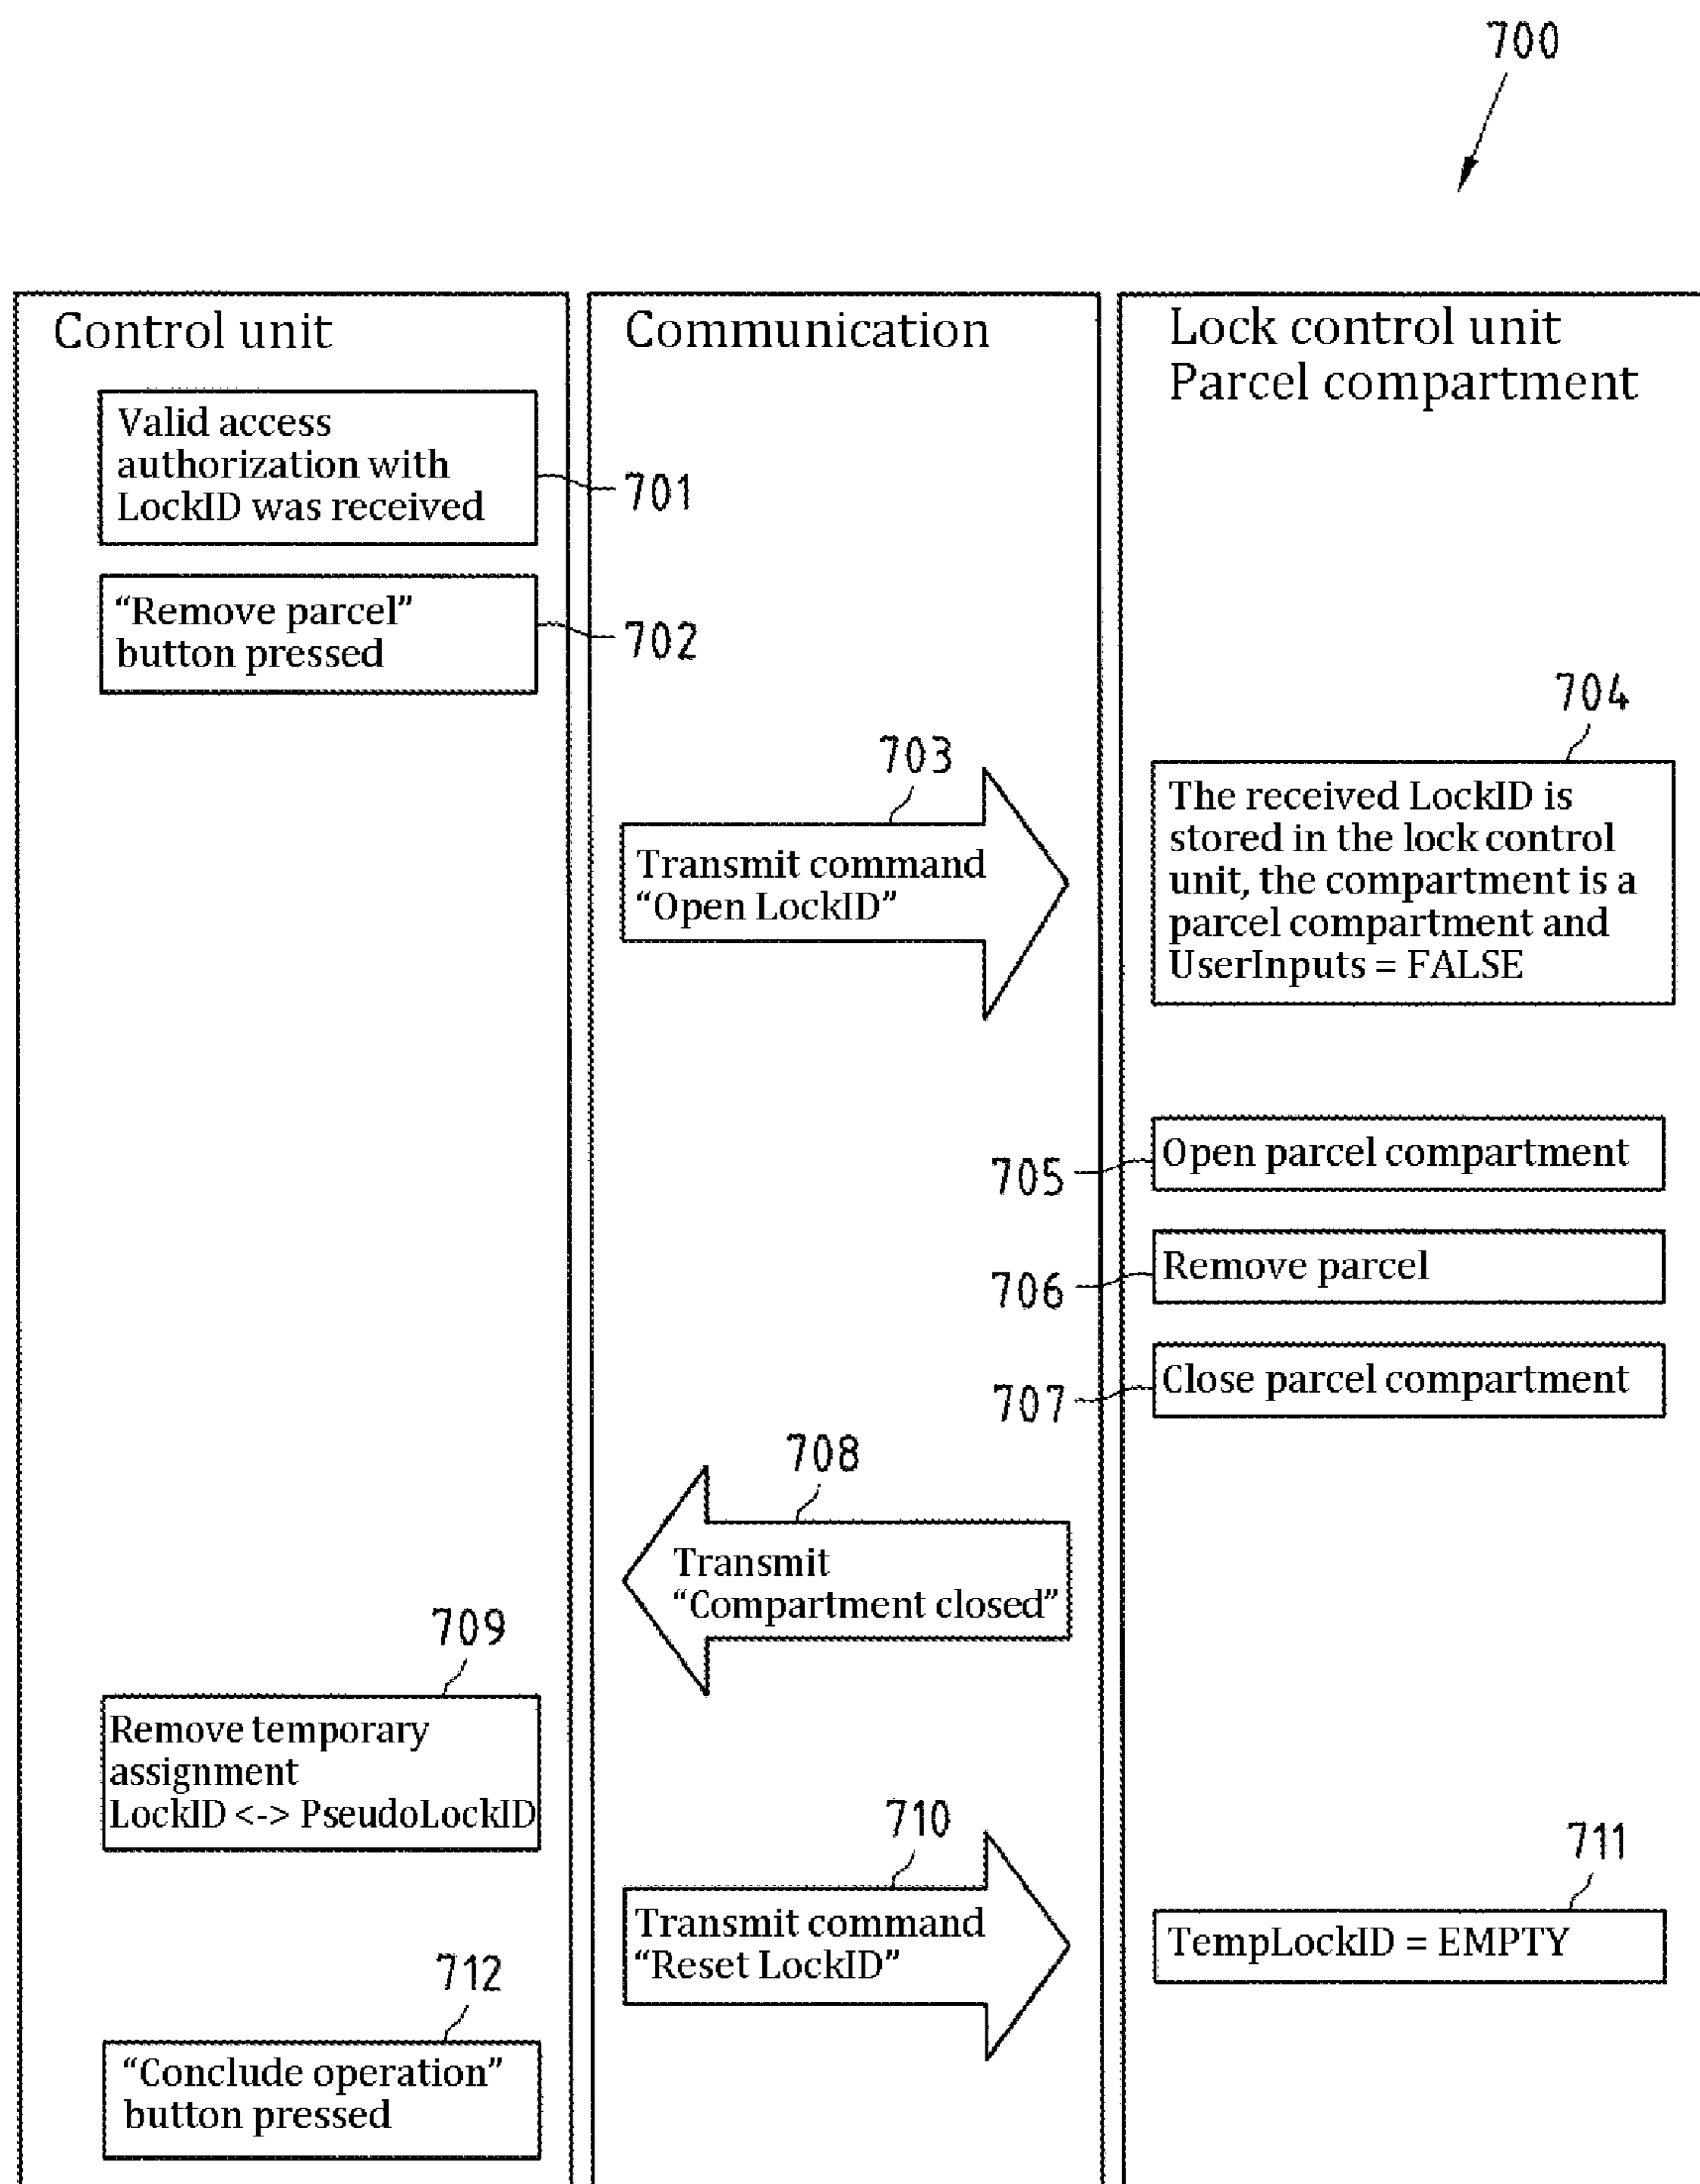 700
Control unit
Communication
Lock control unit
Parcel compartment
Valid access
authorization with
LockID was received
701
“Remove parcel”
button pressed
702
703
Transmit command
“Open LockID”
704
The received LockID is
stored in the lock control
unit, the compartment is a
parcel compartment and
UserInputs = FALSE
705
Open parcel compartment
706
Remove parcel
707
Close parcel compartment
708
Transmit
“Compartment closed”
709
Remove temporary
assignment
LockID <-> PseudoLockID
710
Transmit command
“Reset LockID”
711
TempLockID = EMPTY
712
“Conclude operation”
button pressed